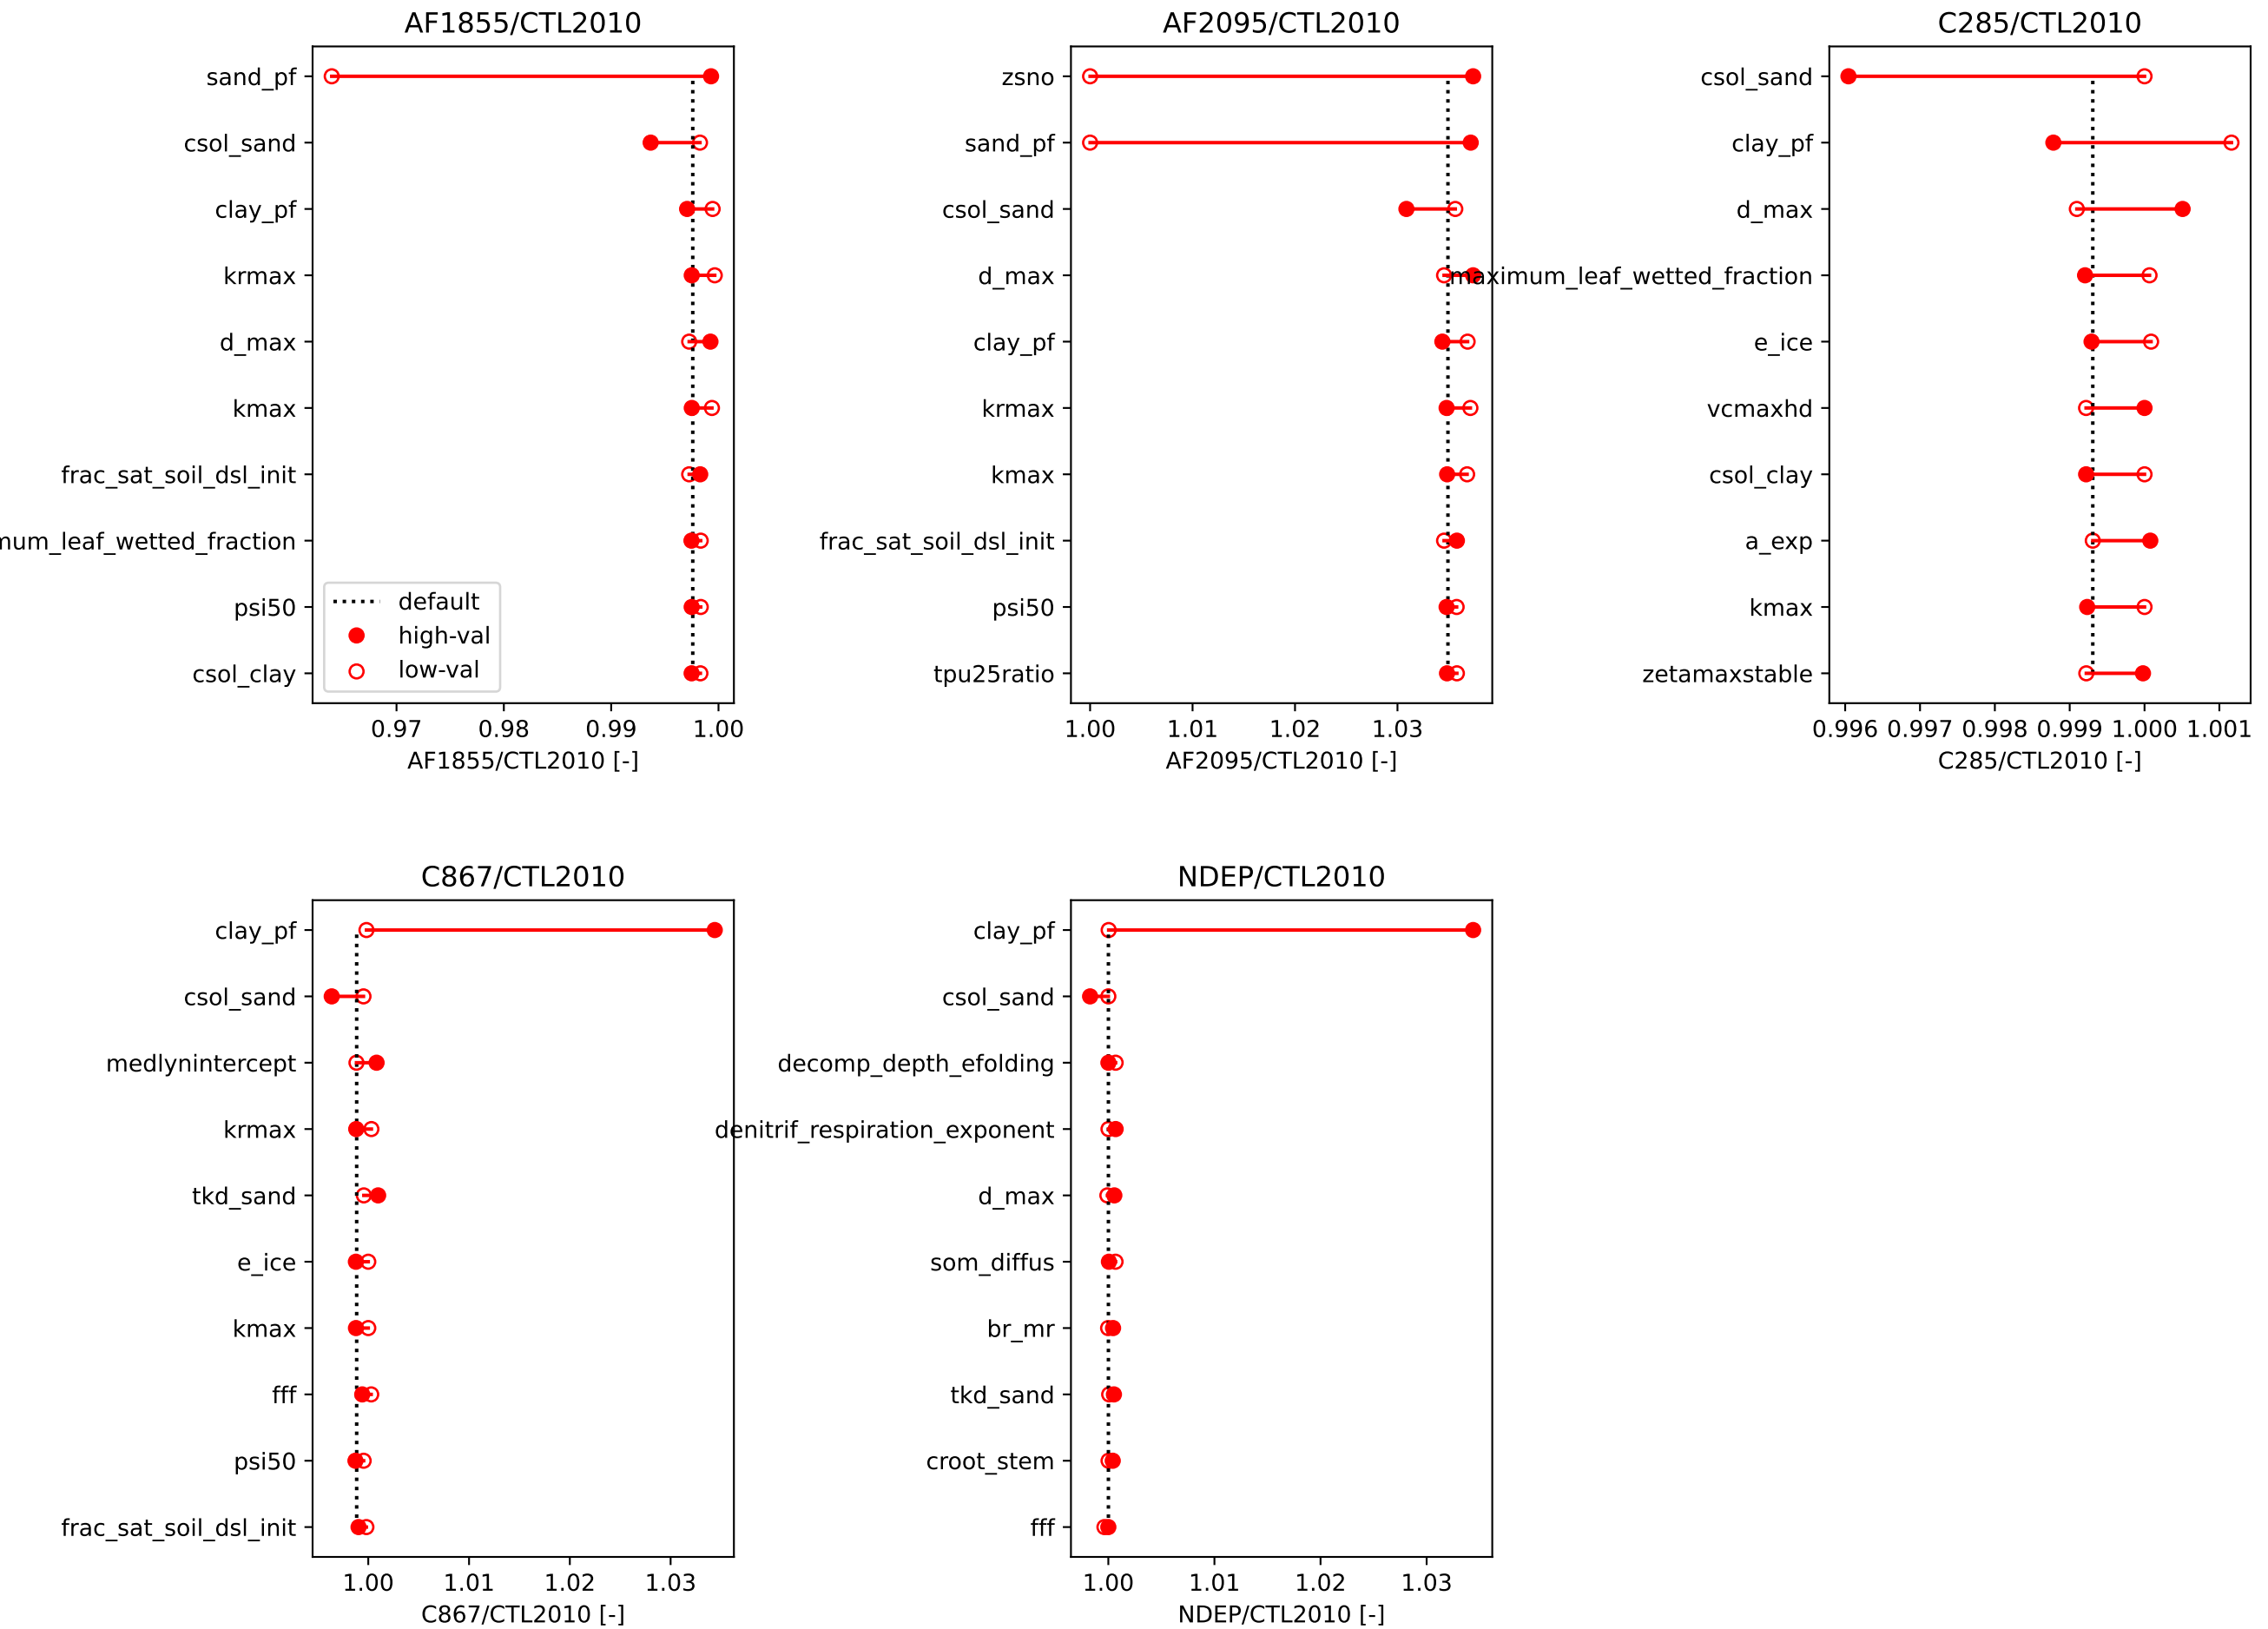 AF1855/CTL2010
sand_pf
csol_sand
clay_pf
krmax
d_max
kmax
frac_sat_soil_dsl_init
mum_leaf_wetted_fraction
psi50
csol_clay
default
high-val
low-val
0.97 0.98 0.99 1.00
AF1855/CTL2010 [-]
AF2095/CTL2010
zsno
sand_pf
csol_sand
d_max
clay_pf
krmax
kmax
frac_sat_soil_dsl_init
psi50
tpu25ratio
1.00 1.01 1.02 1.03
AF2095/CTL2010 [-]
C285/CTL2010
csol_sand
clay_pf
d_max
maximum_leaf_wetted_fraction
e_ice
vcmaxhd
csol_clay
a_exp
kmax
zetamaxstable
0.996 0.997 0.998 0.999 1.000 1.001
C285/CTL2010 [-]
C867/CTL2010
clay_pf
csol_sand
medlynintercept
krmax
tkd_sand
e_ice
kmax
fff
psi50
frac_sat_soil_dsl_init
1.00 1.01 1.02 1.03
C867/CTL2010 [-]
NDEP/CTL2010
clay_pf
csol_sand
decomp_depth_efolding
denitrif_respiration_exponent
d_max
som_diffus
br_mr
tkd_sand
croot_stem
fff
1.00 1.01 1.02 1.03
NDEP/CTL2010 [-]